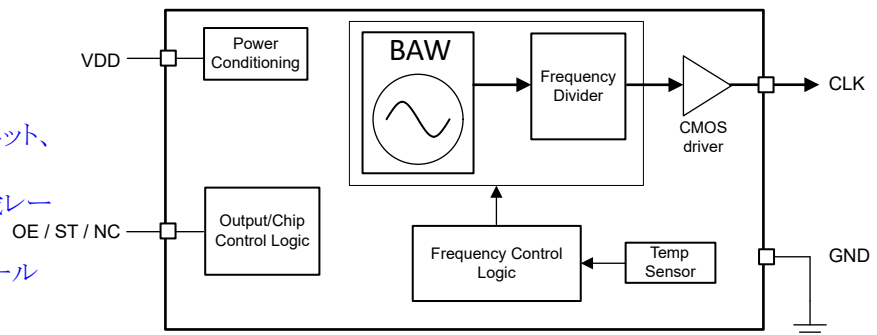 ット、
レー
ール
VDD
Power
Conditioning
BAW
Frequency
Divider
CMOS
driver
CLK
OE / ST / NC
Output/Chip
Control Logic
Frequency Control
Logic
Temp
Sensor
GND